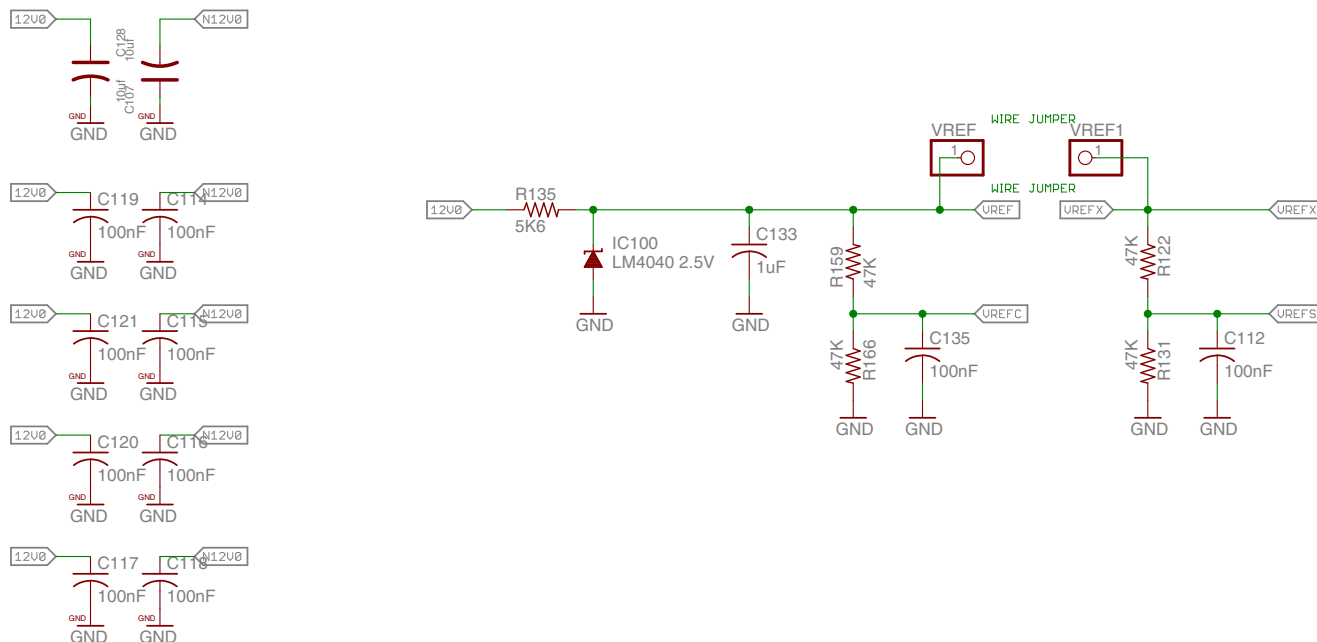 12V0
N12V0
C128
10uf
10uf
C107
GND
GND
GND
GND
12V0
N12V0
C119
C114
100nF
100nF
GND
GND
GND
GND
12V0
N12V0
C121
C115
100nF
100nF
GND
GND
GND
GND
12V0
N12V0
C120
C116
100nF
100nF
GND
GND
GND
GND
12V0
N12V0
C117
C118
100nF
100nF
GND
GND
GND
GND
WIRE JUMPER
VREF
VREF1
1
1
WIRE JUMPER
12V0
R135
5K6
VREF
VREFX
VREFX
IC100
LM4040 2.5V
GND
C133
1uF
GND
R159
47K
VREFC
47K
R166
GND
C135
100nF
GND
47K
R122
VREFS
47K
R131
GND
C112
100nF
GND